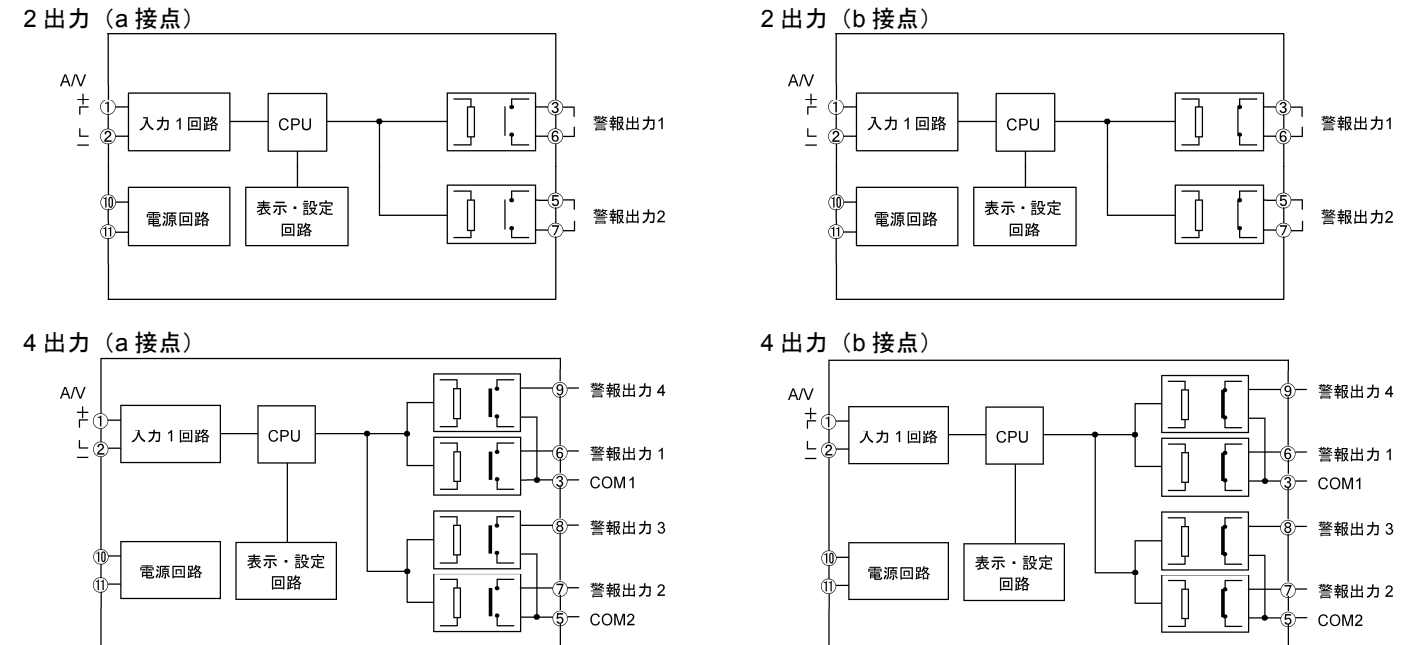 2 出力（a 接点）
A/V
+
①
②
−
入力 1 回路
CPU
③
⑥
警報出力1
⑩
⑪
電源回路
表示・設定
回路
⑤
⑦
警報出力2
2 出力（b 接点）
A/V
+
①
②
−
入力 1 回路
CPU
③
⑥
警報出力1
⑩
⑪
電源回路
表示・設定
回路
⑤
⑦
警報出力2
4 出力（a 接点）
A/V
+
①
②
−
入力 1 回路
CPU
⑨ 警報出力 4
⑥ 警報出力 1
③ COM1
⑧ 警報出力 3
⑩
⑪
電源回路
表示・設定
回路
⑦ 警報出力 2
⑤ COM2
4 出力（b 接点）
A/V
+
①
②
−
入力 1 回路
CPU
⑨ 警報出力 4
⑥ 警報出力 1
③ COM1
⑧ 警報出力 3
⑩
⑪
電源回路
表示・設定
回路
⑦ 警報出力 2
⑤ COM2